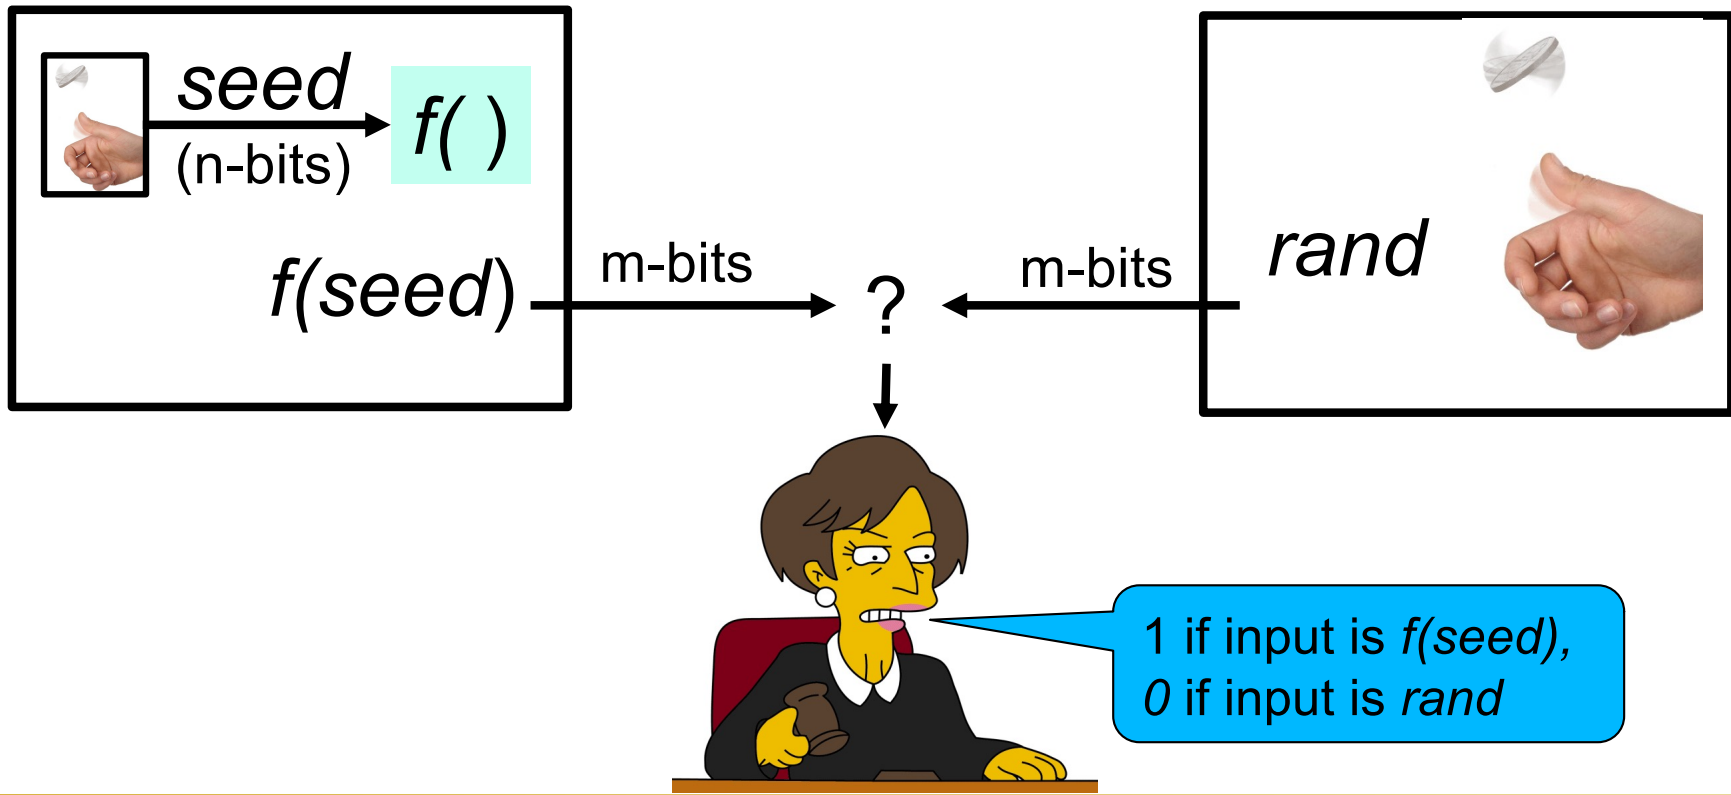 seed
(n-bits)
f( )
f(seed)
m-bits
?
m-bits
rand
1 if input is f(seed),
0 if input is rand